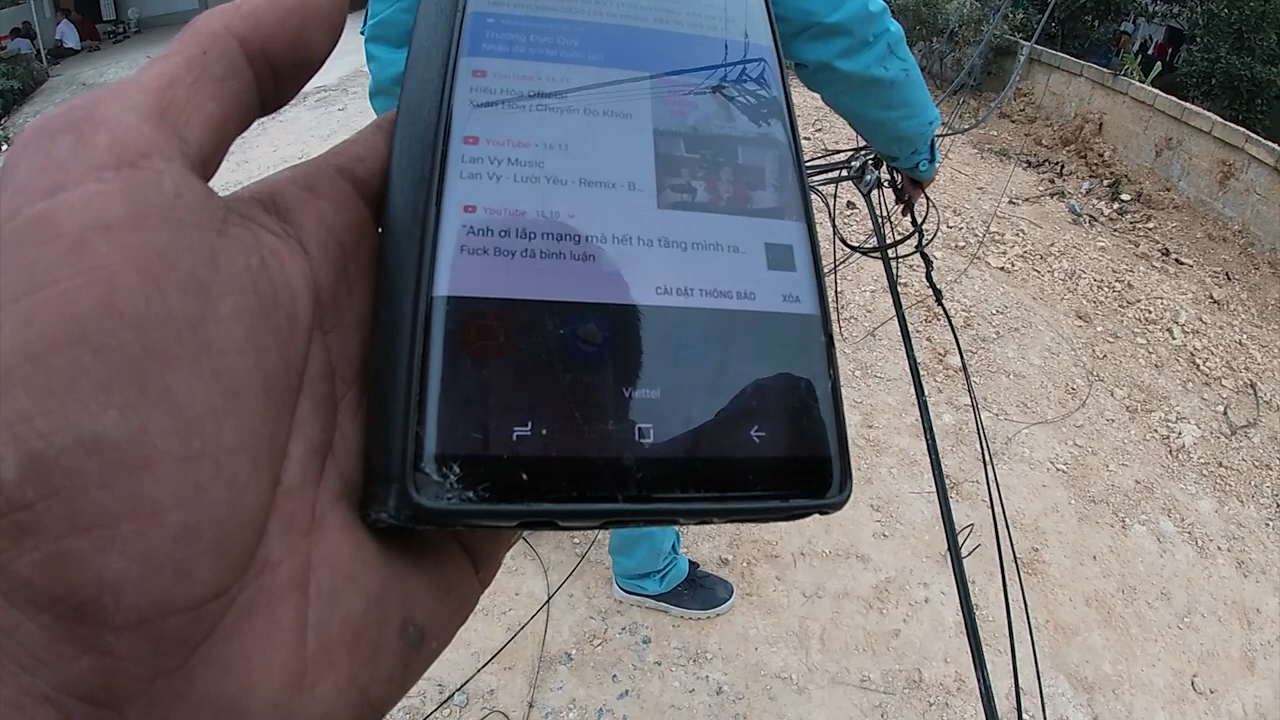 Trương Đức Quý
YouTube • 16:15
Hiếu Hòa Official
Xuân Hòa | Chuyến Đò Khôn
YouTube • 16:13
Lan Vy Music
Lan Vy - Lười Yêu - Remix - B...
YouTube 16:10
"Anh ơi lắp mạng mà hết hạ tầng mình ra...
Fuck Boy đã bình luận
CÀI ĐẶT THÔNG BÁO
XÓA
Viettel